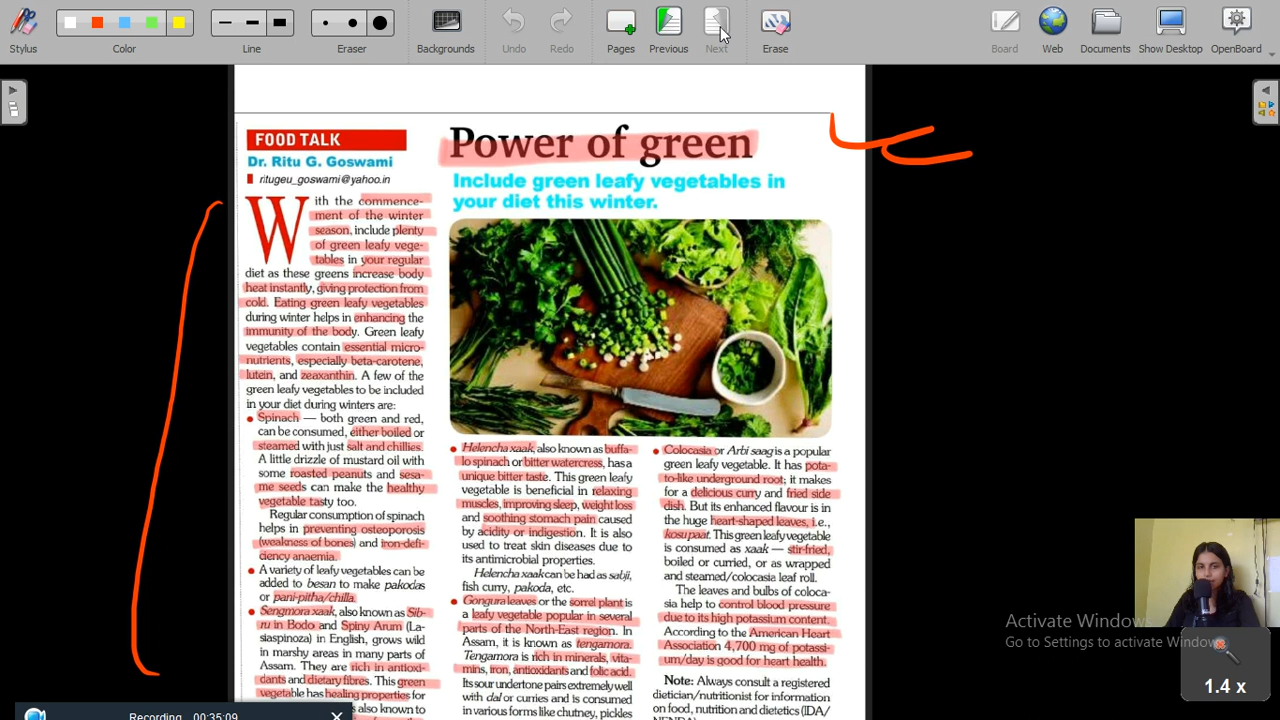 Stylus
Color
Line
Eraser
Backgrounds
Undo
Redo
Pages
Previous
Next
Erase
Board
Web
Documents
Show Desktop
OpenBoard
FOOD TALK
Dr. Ritu G. Goswami
ritugeu_goswami@yahoo.in
Power of green
Include green leafy vegetables in
your diet this winter.
With the commence-
ment of the winter
season, include plenty
of green leafy vege-
tables in your regular
diet as these greens increase body
heat instantly, giving protection from
cold. Eating green leafy vegetables
during winter helps in enhancing the
immunity of the body. Green leafy
vegetables contain essential micro-
nutrients, especially beta-carotene,
lutein, and zeaxanthin. A few of the
green leafy vegetables to be included
in your diet during winters are:
• Spinach — both green and red,
can be consumed, either boiled or
steamed with just salt and chillies.
A little drizzle of mustard oil with
some roasted peanuts and sesa-
me seeds can make the healthy
vegetable tasty too.
Regular consumption of spinach
helps in preventing osteoporosis
(weakness of bones) and iron-defi-
ciency anaemia.
• A variety of leafy vegetables can be
added to besan to make pakodas
or pani-pitha/chilla.
• Sengmora xaak, also known as Sib-
ru in Bodo and Spiny Arum (La-
siaspinoza) in English, grows wild
in marshy areas in many parts of
Assam. They are rich in antioxi-
dants and dietary fibres. This green
vegetable has healing properties for
s also known to
• Helencha xaak, also known as buffa-
lo spinach or bitter watercress, has a
unique bitter taste. This green leafy
vegetable is beneficial in relaxing
muscles, improving sleep, weight loss
and soothing stomach pain caused
by acidity or indigestion. It is also
used to treat skin diseases due to
its antimicrobial properties.
Helencha xaak can be had as sabji,
fish curry, pakoda, etc.
• Gongura leaves or the sorrel plant is
a leafy vegetable popular in several
parts of the North-East region. In
Assam, it is known as tengamora.
Tengamora is rich in minerals, vita-
mins, iron, antioxidants and folic acid.
Its sour undertone pairs extremely well
with dal or curries and is consumed
in various forms like chutney, pickles
• Colocasia or Arbi saag is a popular
green leafy vegetable. It has pota-
to-like underground root; it makes
for a delicious curry and fried side
dish. But its enhanced flavour is in
the huge heart-shaped leaves, i.e.,
kosu paat. This green leafy vegetable
is consumed as xaak — stir-fried,
boiled or curried, or as wrapped
and steamed/colocasia leaf roll.
The leaves and bulbs of coloca-
sia help to control blood pressure
due to its high potassium content.
According to the American Heart
Association 4,700 mg of potassi-
um/day is good for heart health.
Note: Always consult a registered
dietician/nutritionist for information
on food, nutrition and dietetics (IDA/
Activate Windows
Go to Settings to activate Windows.
1.4 x
Recording 00:35:09